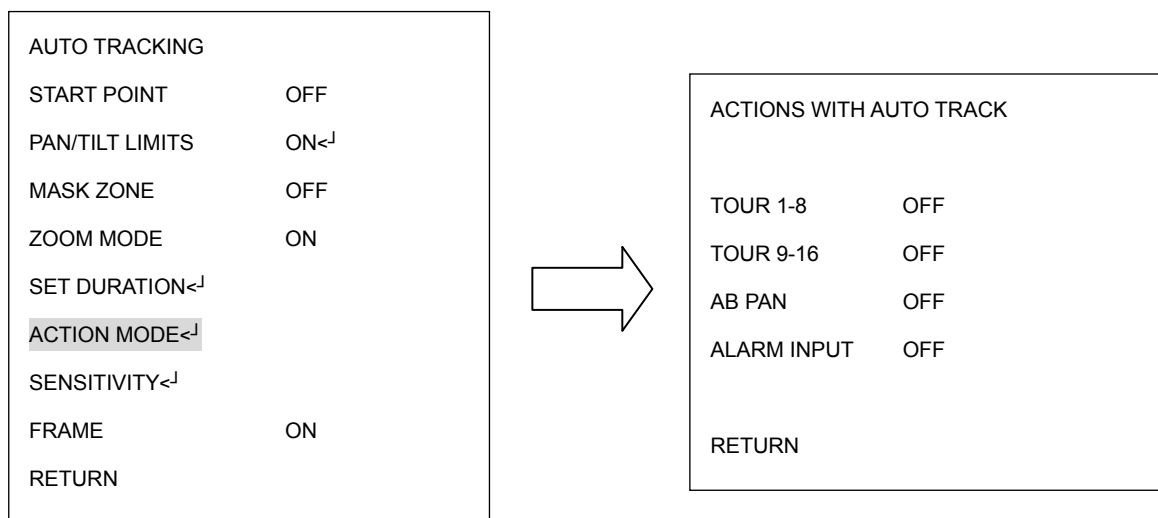 AUTO TRACKING
START POINT OFF
PAN/TILT LIMITS ON<┘
MASK ZONE OFF
ZOOM MODE ON
SET DURATION<┘
ACTION MODE<┘
SENSITIVITY<┘
FRAME ON
RETURN
ACTIONS WITH AUTO TRACK
TOUR 1-8 OFF
TOUR 9-16 OFF
AB PAN OFF
ALARM INPUT OFF
RETURN